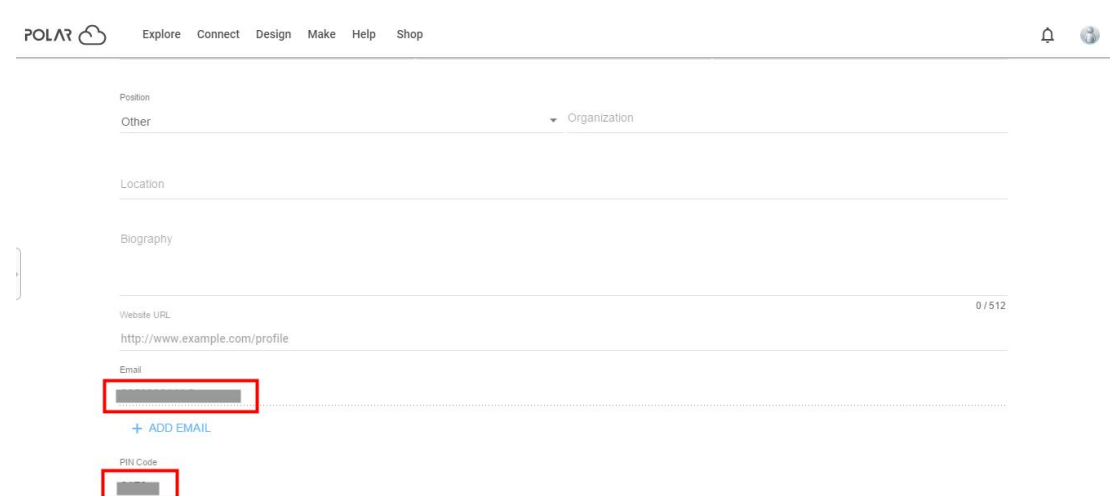 POLAR Explore Connect Design Make Help Shop
Position
Other Organization
Location
Biography
0 / 512
Website URL
http://www.example.com/profile
Email
+ ADD EMAIL
PIN Code